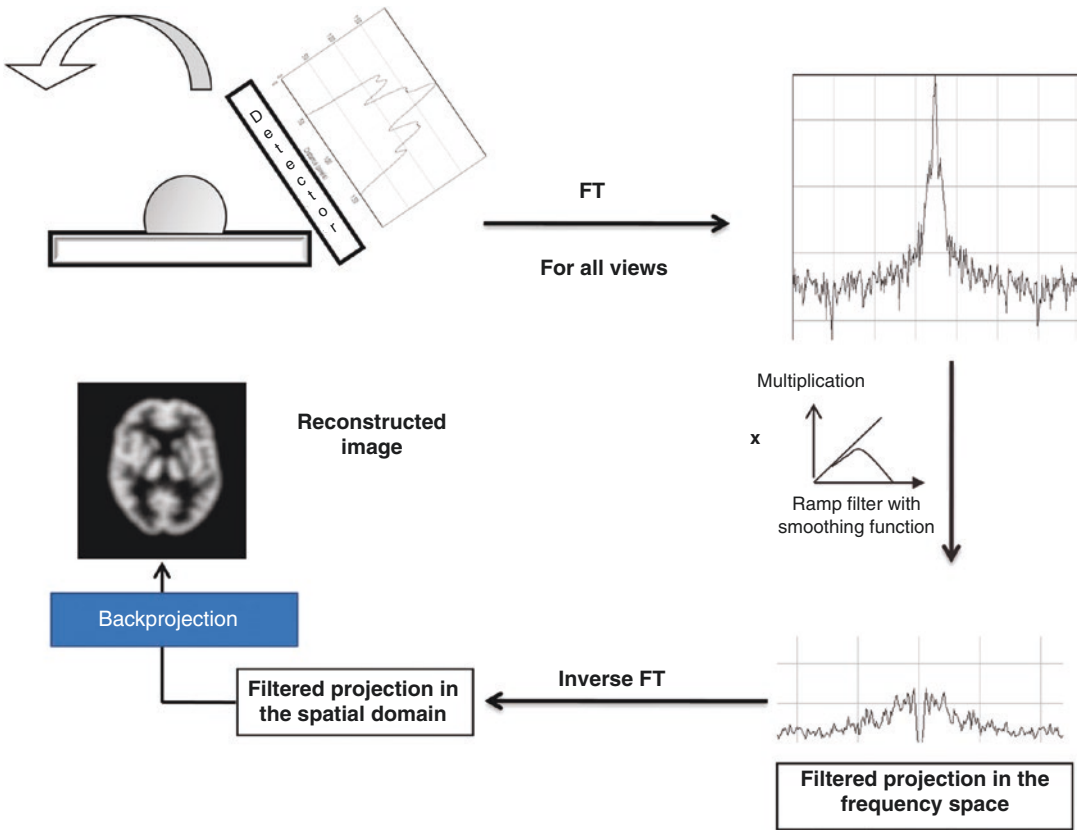 Detector
FT
For all views
Multiplication
x
Ramp filter with
smoothing function
Reconstructed
image
Backprojection
Filtered projection in
the spatial domain
Inverse FT
Filtered projection in the
frequency space